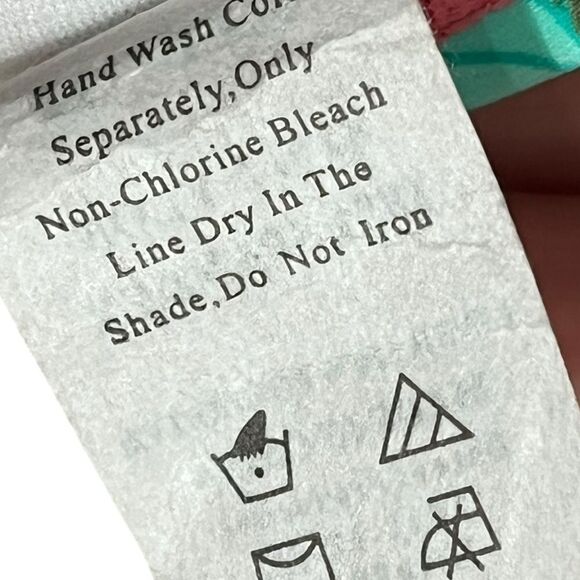 Hand Wash
Separately,Only
Non-Chlorine Bleach
Line Dry In The
Shade,Do Not Iron